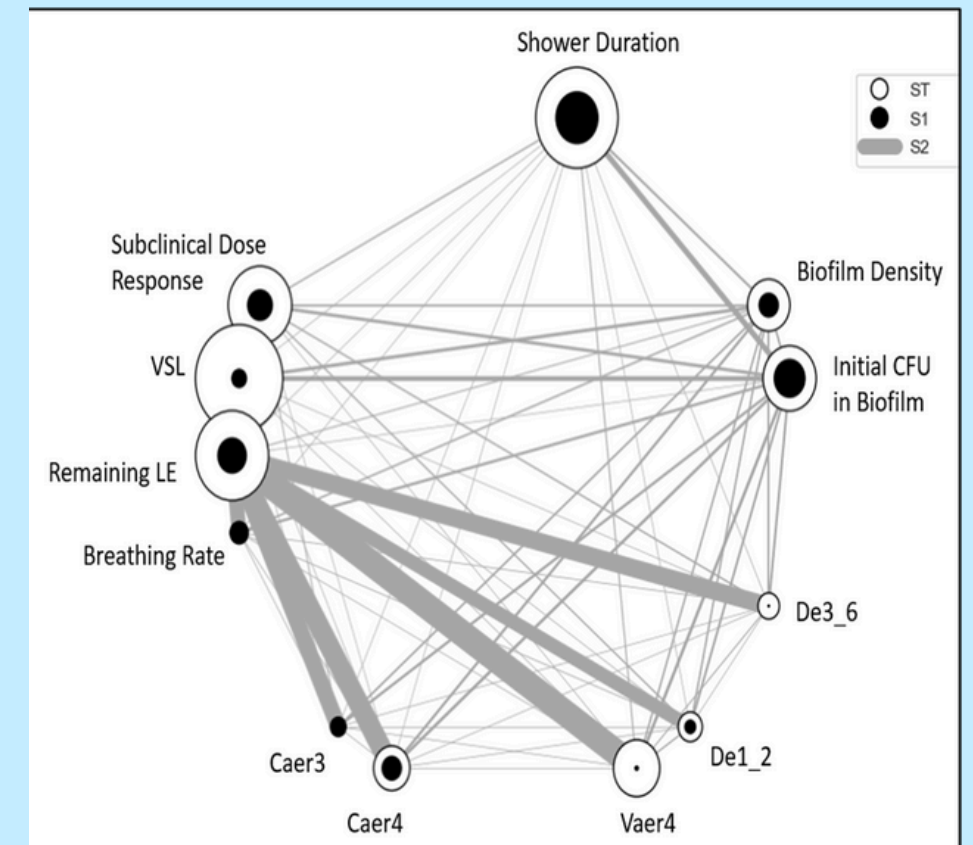 Shower Duration
ST
S1
S2
Subclinical Dose
Response
Biofilm Density
VSL
Initial CFU
in Biofilm
Remaining LE
Breathing Rate
De3_6
Caer3
De1_2
Caer4
Vaer4